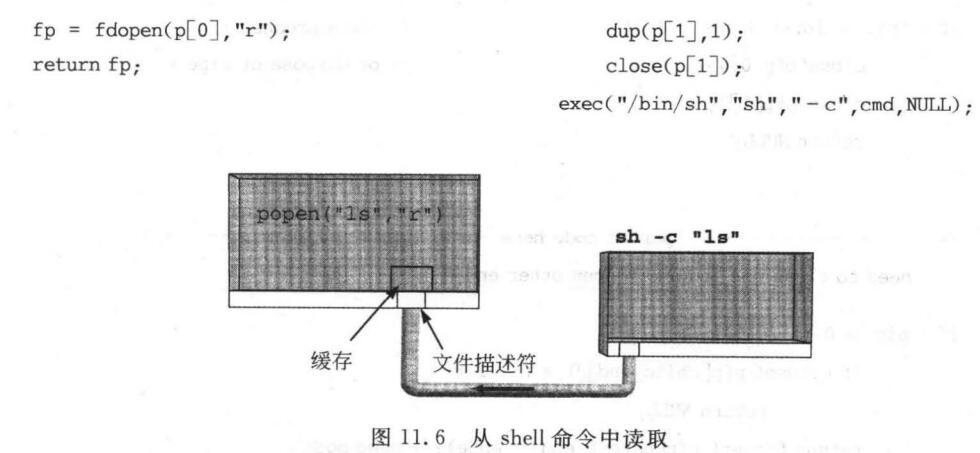 fp = fdopen(p[0],"r");
return fp;
dup(p[1],1);
close(p[1]);
exec("/bin/sh","sh","-c",cmd,NULL);
popen("ls","r")
sh -c "ls"
缓存
文件描述符
图 11.6 从 shell 命令中读取